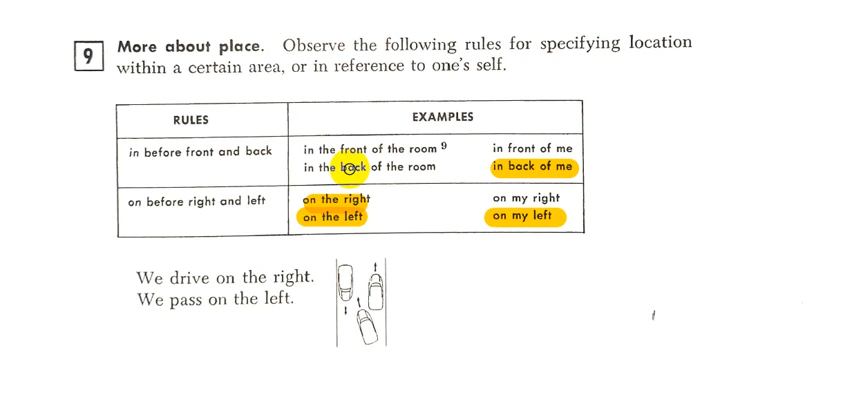 9
More about place. Observe the following rules for specifying location
within a certain area, or in reference to one's self.
RULES
EXAMPLES
in before front and back
in the front of the room 9
in the back of the room
in front of me
in back of me
on before right and left
on the right
on the left
on my right
on my left
We drive on the right.
We pass on the left.